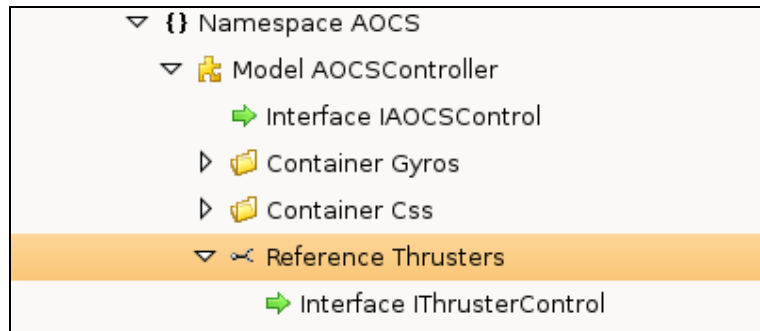 {} Namespace AOCS
Model AOCSController
Interface IAOCSControl
Container Gyros
Container Css
Reference Thrusters
Interface IThrusterControl